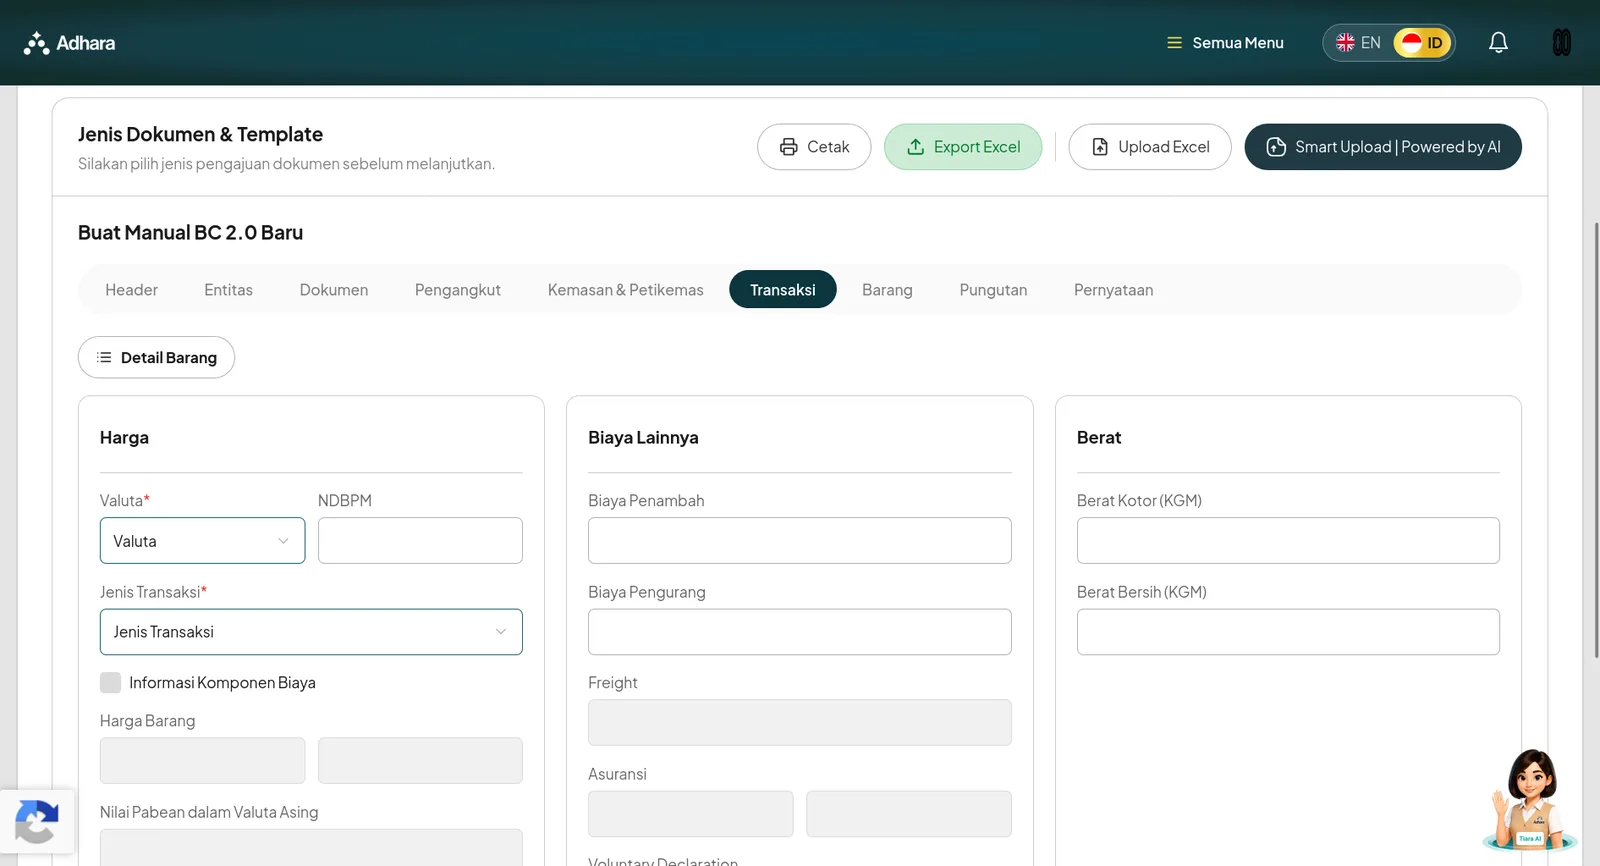 Adhara
Semua Menu
EN
ID
Jenis Dokumen & Template
Silakan pilih jenis pengajuan dokumen sebelum melanjutkan.
Cetak
Export Excel
Upload Excel
Smart Upload | Powered by AI
Buat Manual BC 2.0 Baru
Header
Entitas
Dokumen
Pengangkut
Kemasan & Petikemas
Transaksi
Barang
Pungutan
Pernyataan
Detail Barang
Harga
Valuta*
NDBPM
Valuta
Jenis Transaksi*
Jenis Transaksi
Informasi Komponen Biaya
Harga Barang
Nilai Pabean dalam Valuta Asing
Biaya Lainnya
Biaya Penambah
Biaya Pengurang
Freight
Asuransi
Voluntary Declaration
Berat
Berat Kotor (KGM)
Berat Bersih (KGM)
Tiara AI